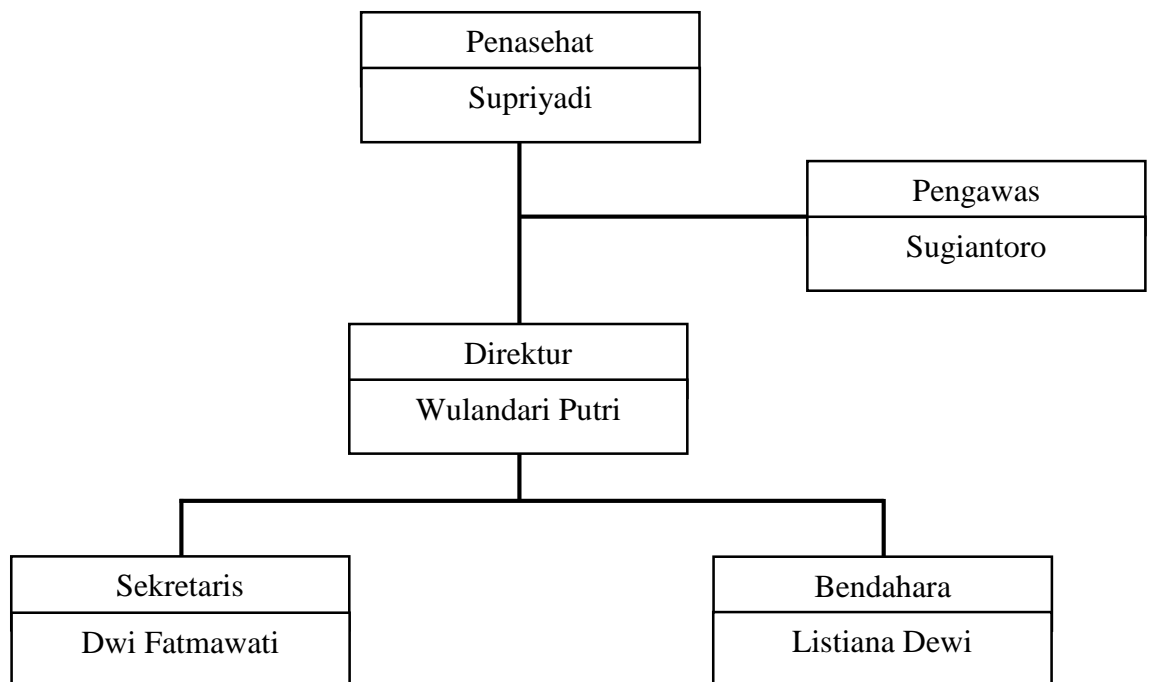 Penasehat
Supriyadi
Pengawas
Sugiantoro
Direktur
Wulandari Putri
Sekretaris
Dwi Fatmawati
Bendahara
Listiana Dewi